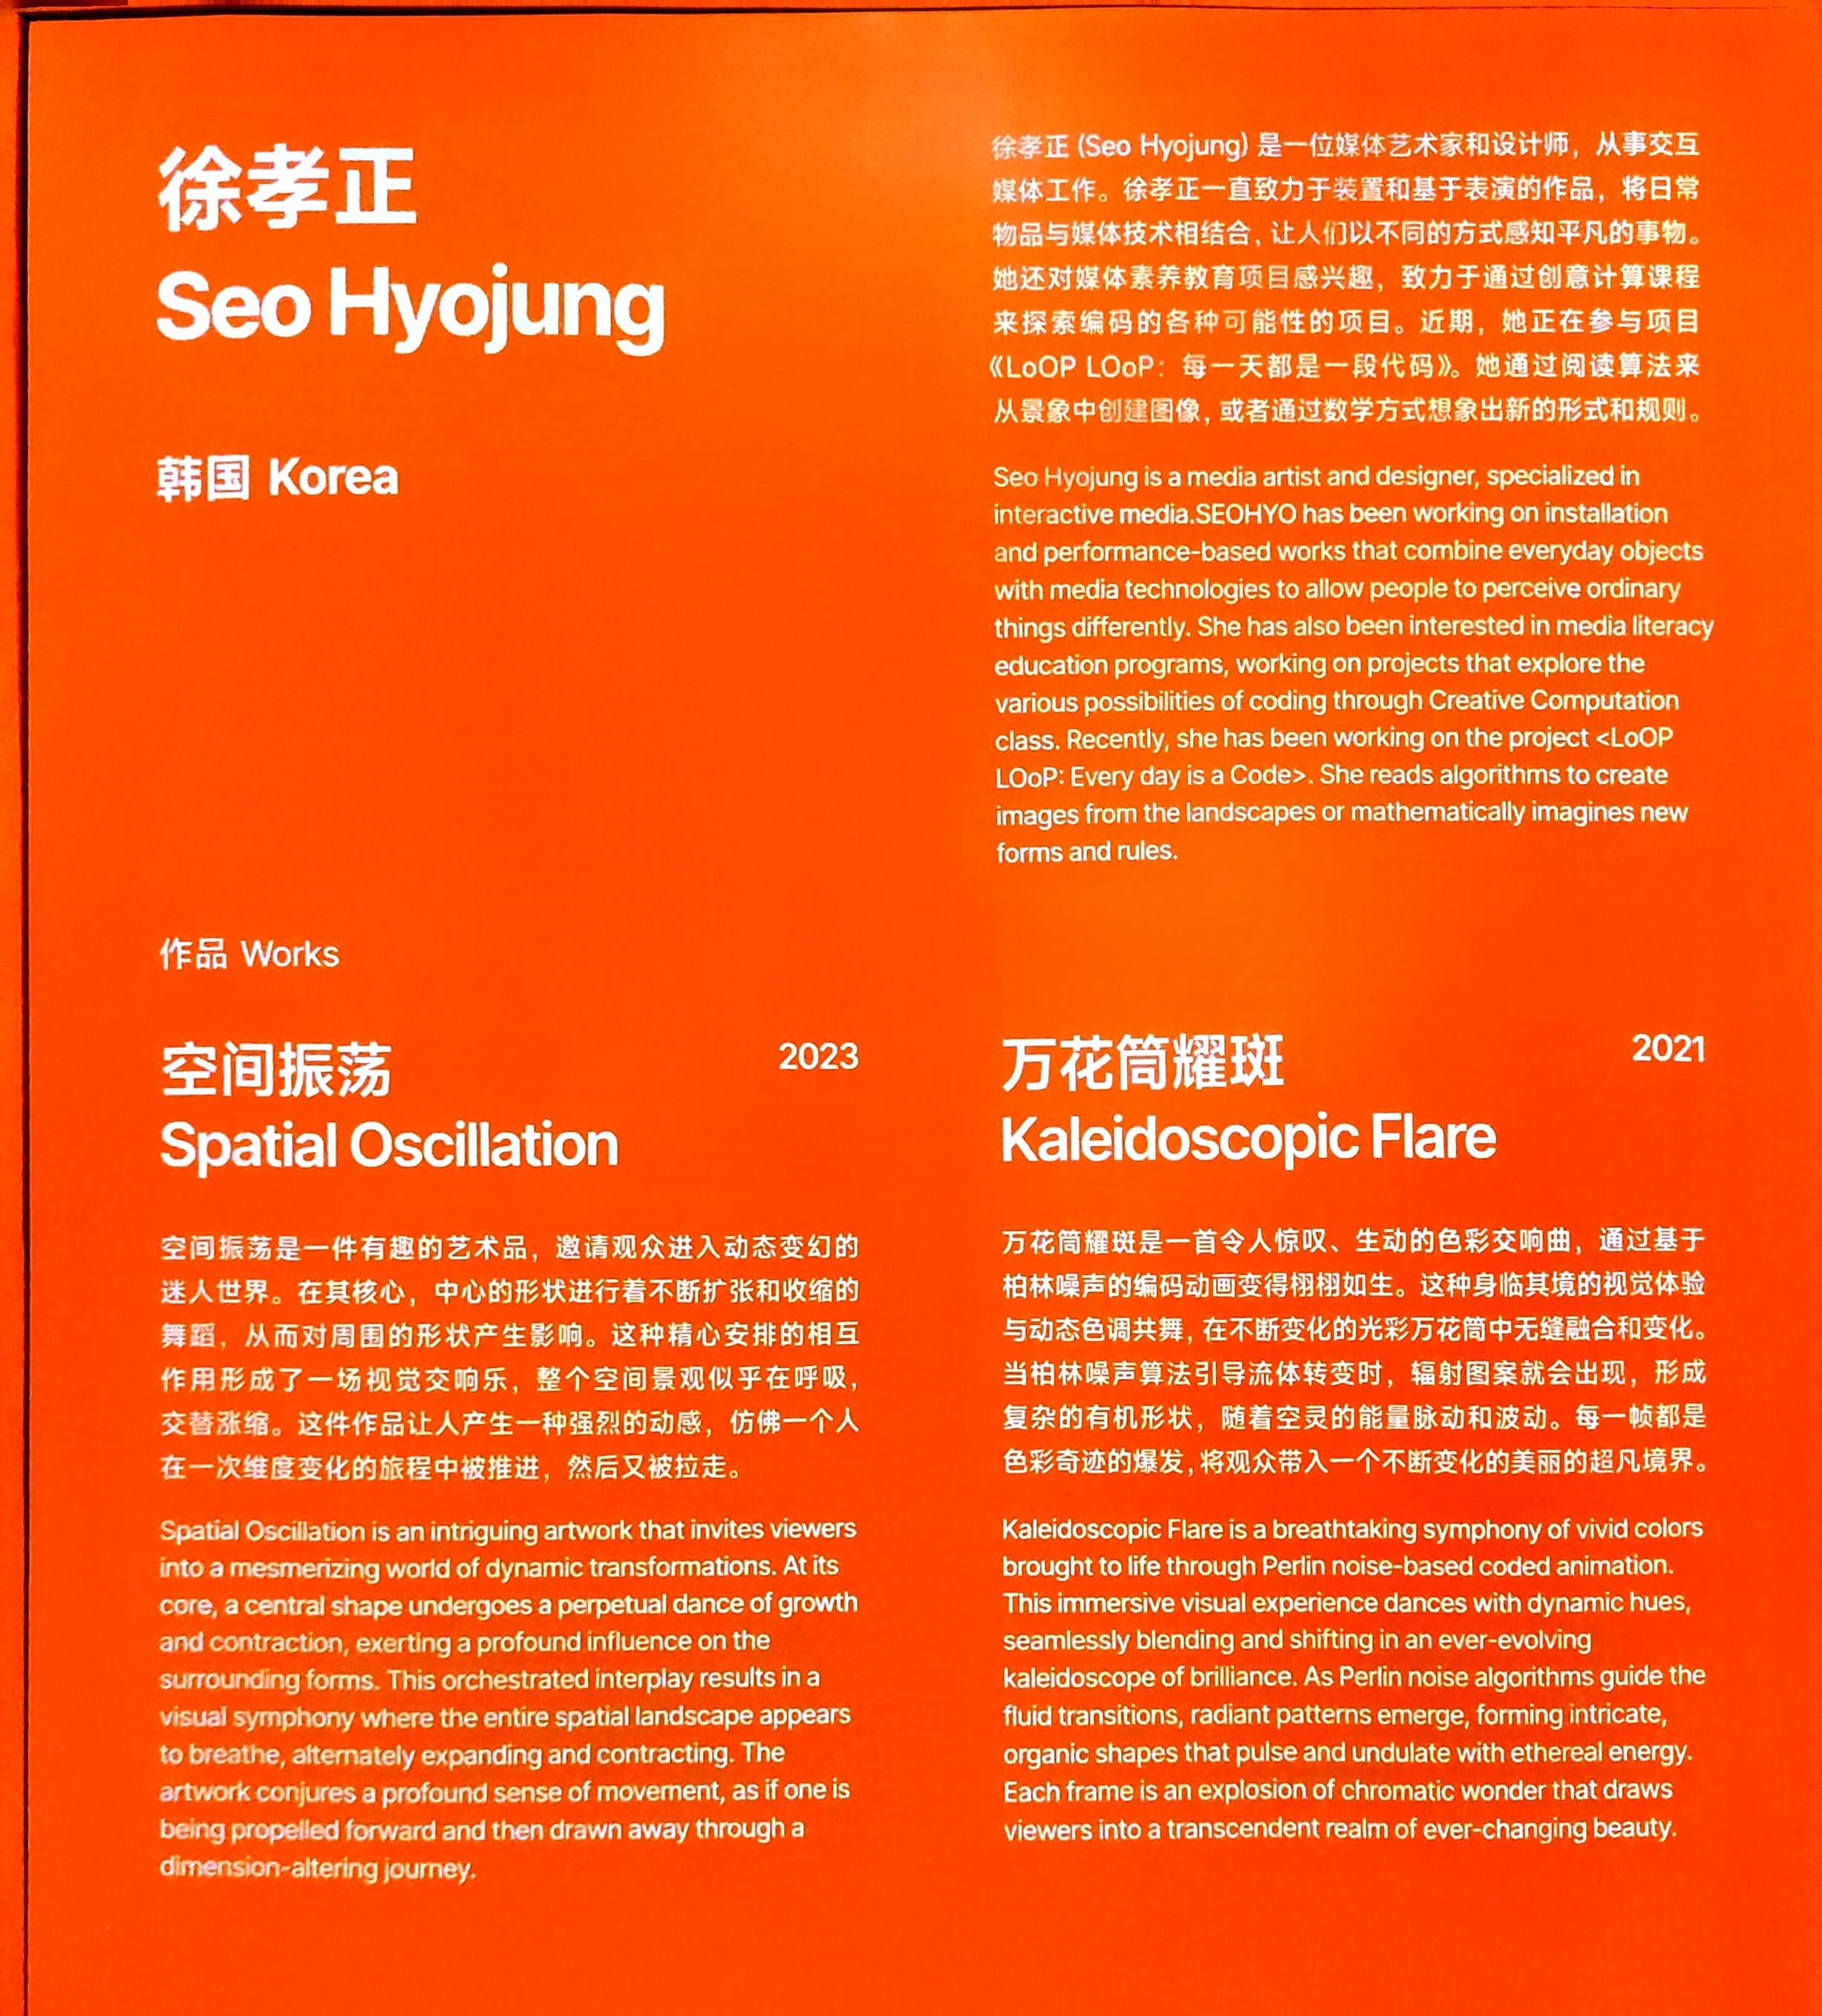 徐孝正
Seo Hyojung
韩国 Korea
徐孝正 (Seo Hyojung) 是一位媒体艺术家和设计师，从事交互
媒体工作。徐孝正一直致力于装置和基于表演的作品，将日常
物品与媒体技术相结合，让人们以不同的方式感知平凡的事物。
她还对媒体素养教育项目感兴趣，致力于通过创意计算课程
来探索编码的各种可能性的项目。近期，她正在参与项目
《LoOP LOoP：每一天都是一段代码》。她通过阅读算法来
从景象中创建图像，或者通过数学方式想象出新的形式和规则。
Seo Hyojung is a media artist and designer, specialized in
interactive media.SEOHYO has been working on installation
and performance-based works that combine everyday objects
with media technologies to allow people to perceive ordinary
things differently. She has also been interested in media literacy
education programs, working on projects that explore the
various possibilities of coding through Creative Computation
class. Recently, she has been working on the project <LoOP
LOoP: Every day is a Code>. She reads algorithms to create
images from the landscapes or mathematically imagines new
forms and rules.
作品 Works
空间振荡 2023
Spatial Oscillation
空间振荡是一件有趣的艺术品，邀请观众进入动态变幻的
迷人世界。在其核心，中心的形状进行着不断扩张和收缩的
舞蹈，从而对周围的形状产生影响。这种精心安排的相互
作用形成了一场视觉交响乐，整个空间景观似乎在呼吸，
交替涨缩。这件作品让人产生一种强烈的动感，仿佛一个人
在一次维度变化的旅程中被推进，然后又被拉走。
Spatial Oscillation is an intriguing artwork that invites viewers
into a mesmerizing world of dynamic transformations. At its
core, a central shape undergoes a perpetual dance of growth
and contraction, exerting a profound influence on the
surrounding forms. This orchestrated interplay results in a
visual symphony where the entire spatial landscape appears
to breathe, alternately expanding and contracting. The
artwork conjures a profound sense of movement, as if one is
being propelled forward and then drawn away through a
dimension-altering journey.
万花筒耀斑 2021
Kaleidoscopic Flare
万花筒耀斑是一首令人惊叹、生动的色彩交响曲，通过基于
柏林噪声的编码动画变得栩栩如生。这种身临其境的视觉体验
与动态色调共舞，在不断变化的光彩万花筒中无缝融合和变化。
当柏林噪声算法引导流体转变时，辐射图案就会出现，形成
复杂的有机形状，随着空灵的能量脉动和波动。每一帧都是
色彩奇迹的爆发，将观众带入一个不断变化的美丽的超凡境界。
Kaleidoscopic Flare is a breathtaking symphony of vivid colors
brought to life through Perlin noise-based coded animation.
This immersive visual experience dances with dynamic hues,
seamlessly blending and shifting in an ever-evolving
kaleidoscope of brilliance. As Perlin noise algorithms guide the
fluid transitions, radiant patterns emerge, forming intricate,
organic shapes that pulse and undulate with ethereal energy.
Each frame is an explosion of chromatic wonder that draws
viewers into a transcendent realm of ever-changing beauty.